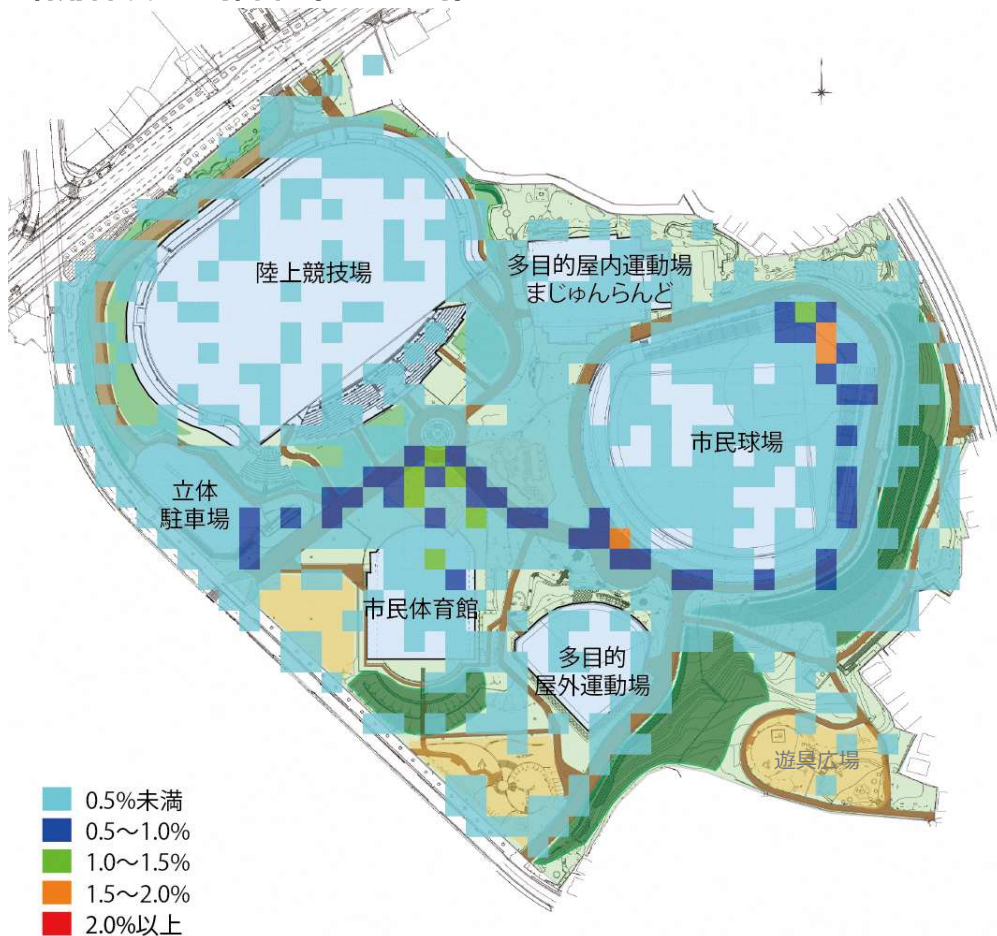 陸上競技場
多目的屋内運動場
まじゅんらんど
市民球場
立体
駐車場
市民体育館
多目的
屋外運動場
遊具広場
0.5%未満
0.5～1.0%
1.0～1.5%
1.5～2.0%
2.0%以上